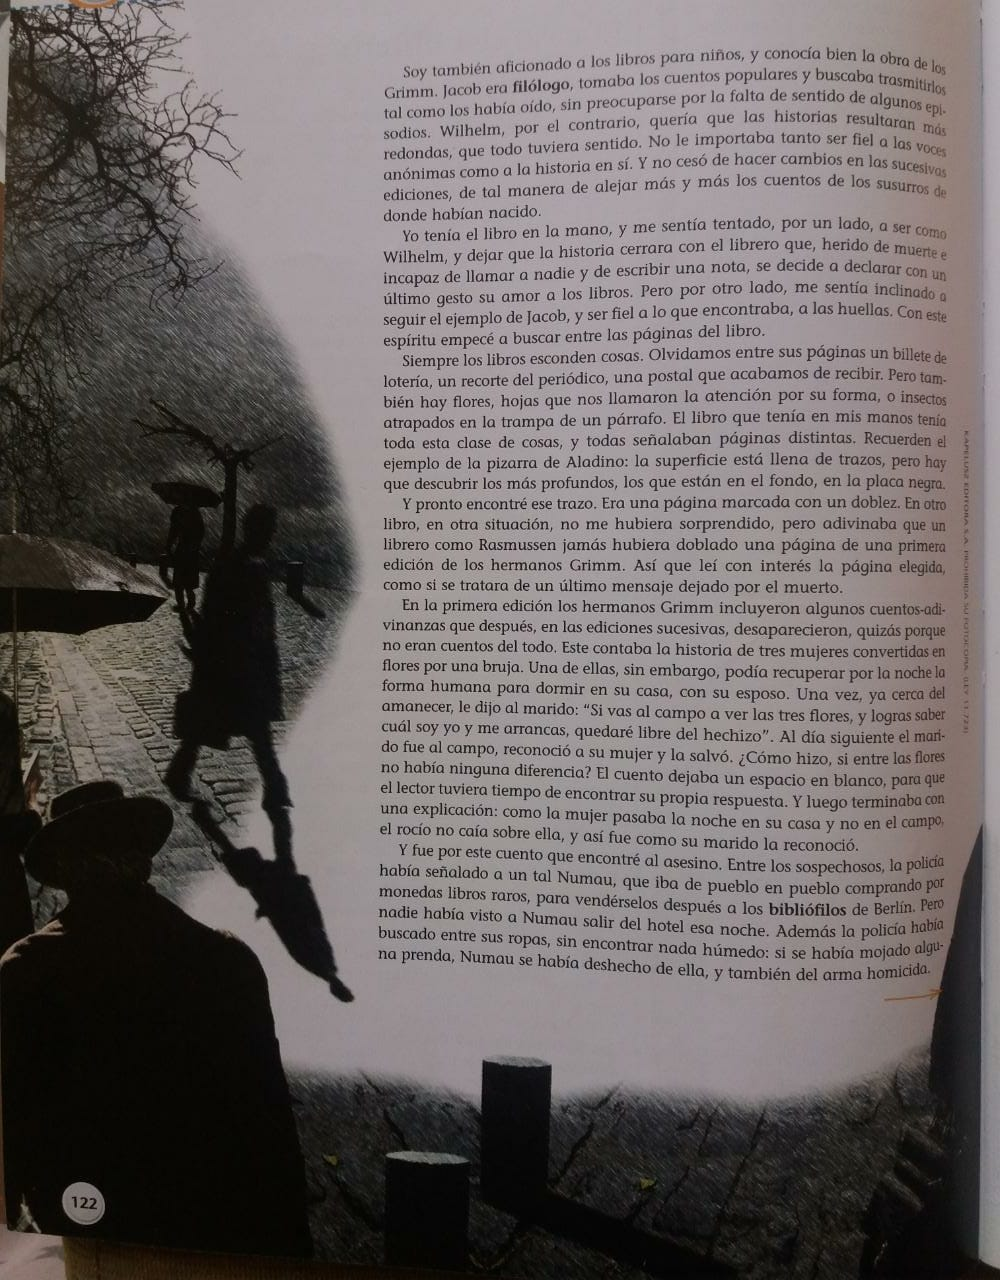 Soy también aficionado a los libros para niños, y conocía bien la obra de los
Grimm. Jacob era filólogo, tomaba los cuentos populares y buscaba trasmitirlos
tal como los había oído, sin preocuparse por la falta de sentido de algunos epi-
sodios. Wilhelm, por el contrario, quería que las historias resultaran más
redondas, que todo tuviera sentido. No le importaba tanto ser fiel a las voces
anónimas como a la historia en sí. Y no cesó de hacer cambios en las sucesivas
ediciones, de tal manera de alejar más y más los cuentos de los susurros de
donde habían nacido.
Yo tenía el libro en la mano, y me sentía tentado, por un lado, a ser como
Wilhelm, y dejar que la historia cerrara con el librero que, herido de muerte e
incapaz de llamar a nadie y de escribir una nota, se decide a declarar con un
último gesto su amor a los libros. Pero por otro lado, me sentía inclinado a
seguir el ejemplo de Jacob, y ser fiel a lo que encontraba, a las huellas. Con este
espíritu empecé a buscar entre las páginas del libro.
Siempre los libros esconden cosas. Olvidamos entre sus páginas un billete de
lotería, un recorte del periódico, una postal que acabamos de recibir. Pero tam-
bién hay flores, hojas que nos llamaron la atención por su forma, o insectos
atrapados en la trampa de un párrafo. El libro que tenía en mis manos tenía
toda esta clase de cosas, y todas señalaban páginas distintas. Recuerden el
ejemplo de la pizarra de Aladino: la superficie está llena de trazos, pero hay
que descubrir los más profundos, los que están en el fondo, en la placa negra.
Y pronto encontré ese trazo. Era una página marcada con un doblez. En otro
libro, en otra situación, no me hubiera sorprendido, pero adivinaba que un
librero como Rasmussen jamás hubiera doblado una página de una primera
edición de los hermanos Grimm. Así que leí con interés la página elegida,
como si se tratara de un último mensaje dejado por el muerto.
En la primera edición los hermanos Grimm incluyeron algunos cuentos-adi-
vinanzas que después, en las ediciones sucesivas, desaparecieron, quizás porque
no eran cuentos del todo. Este contaba la historia de tres mujeres convertidas en
flores por una bruja. Una de ellas, sin embargo, podía recuperar por la noche la
forma humana para dormir en su casa, con su esposo. Una vez, ya cerca del
amanecer, le dijo al marido: “Si vas al campo a ver las tres flores, y logras saber
cuál soy yo y me arrancas, quedaré libre del hechizo”. Al día siguiente el mari-
do fue al campo, reconoció a su mujer y la salvó. ¿Cómo hizo, si entre las flores
no había ninguna diferencia? El cuento dejaba un espacio en blanco, para que
el lector tuviera tiempo de encontrar su propia respuesta. Y luego terminaba con
una explicación: como la mujer pasaba la noche en su casa y no en el campo,
el rocío no caía sobre ella, y así fue como su marido la reconoció.
Y fue por este cuento que encontré al asesino. Entre los sospechosos, la policía
había señalado a un tal Numau, que iba de pueblo en pueblo comprando por
monedas libros raros, para vendérselos después a los bibliófilos de Berlín. Pero
nadie había visto a Numau salir del hotel esa noche. Además la policía había
buscado entre sus ropas, sin encontrar nada húmedo: si se había mojado algu-
na prenda, Numau se había deshecho de ella, y también del arma homicida.
KAPELUSZ EDITORA S.A. PROHIBIDA SU FOTOCOPIA. (LEY 11.723)
122